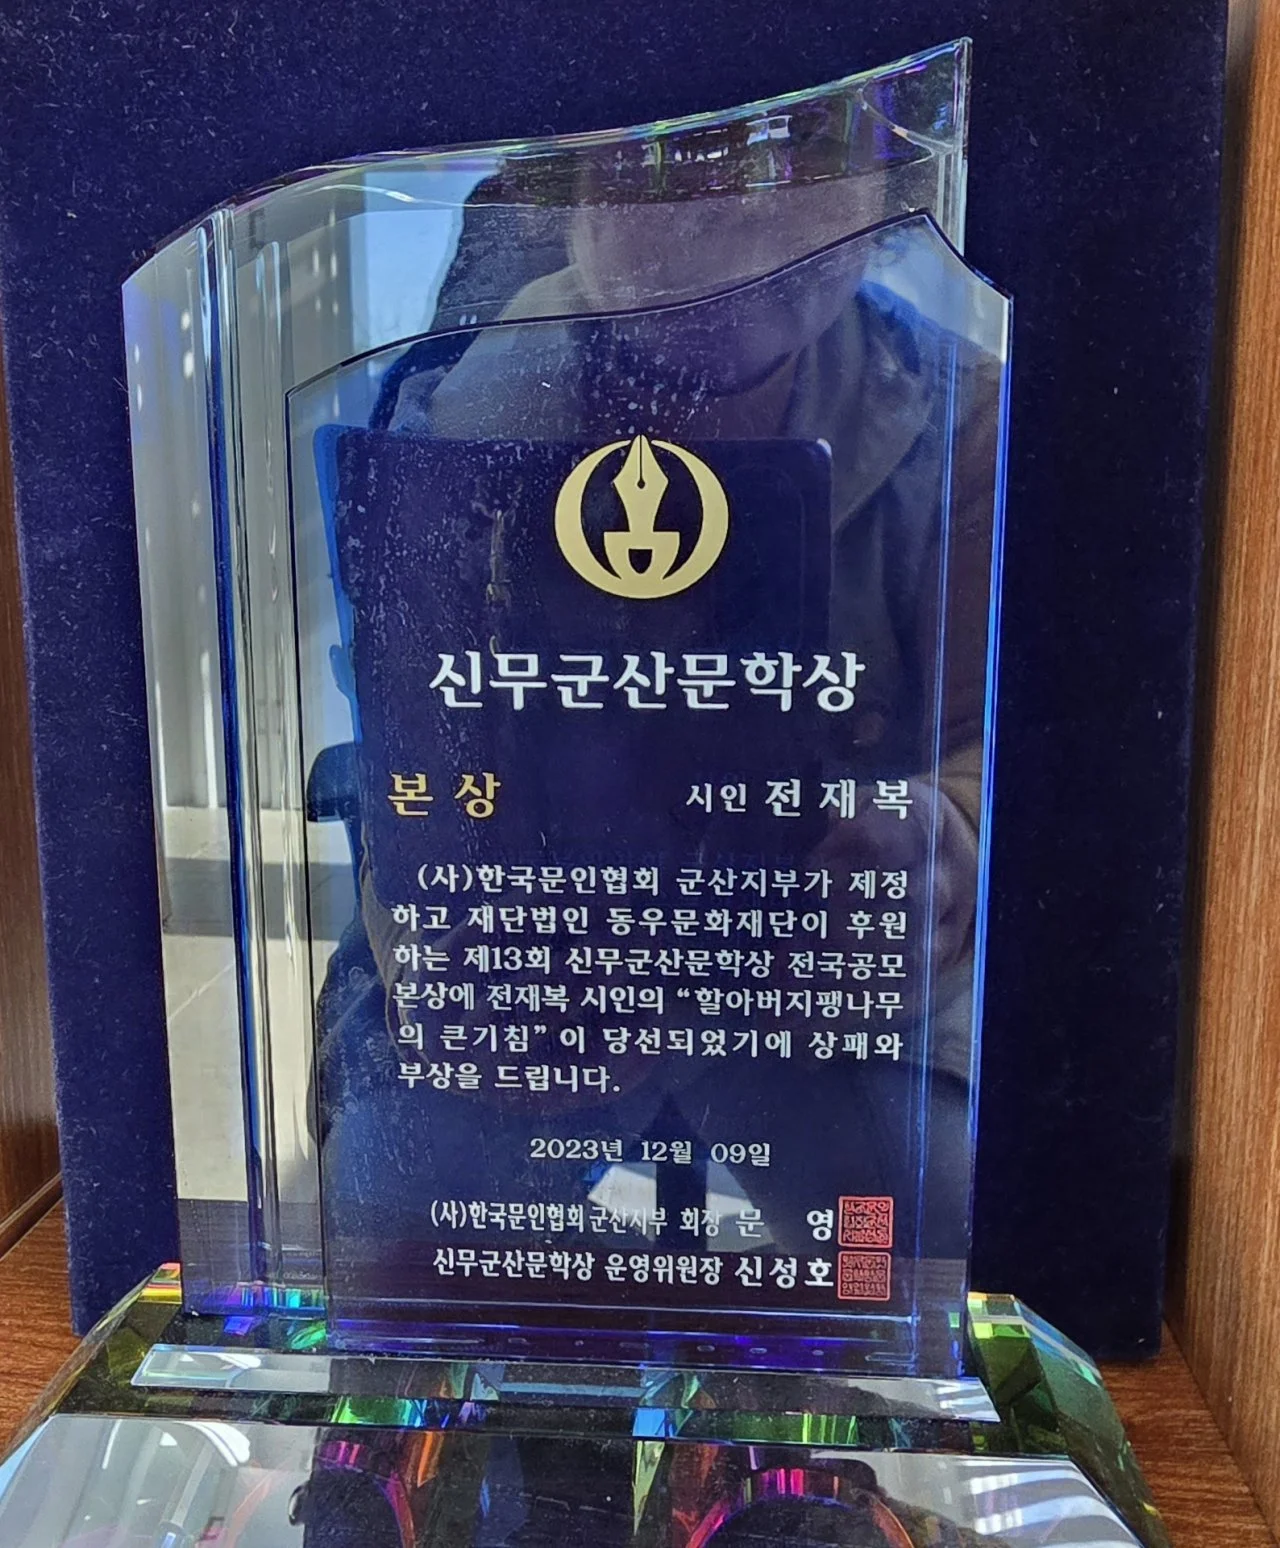 신무군산문학상
본 상 시인 전 재 복
(사)한국문인협회 군산지부가 제정
하고 재단법인 동우문화재단이 후원
하는 제13회 신무군산문학상 전국공모
본상에 전재복 시인의 “할아버지팽나무
의 큰기침”이 당선되었기에 상패와
부상을 드립니다.
2023년 12월 09일
(사)한국문인협회군산지부 회장 문 영
신무군산문학상 운영위원장 신성호